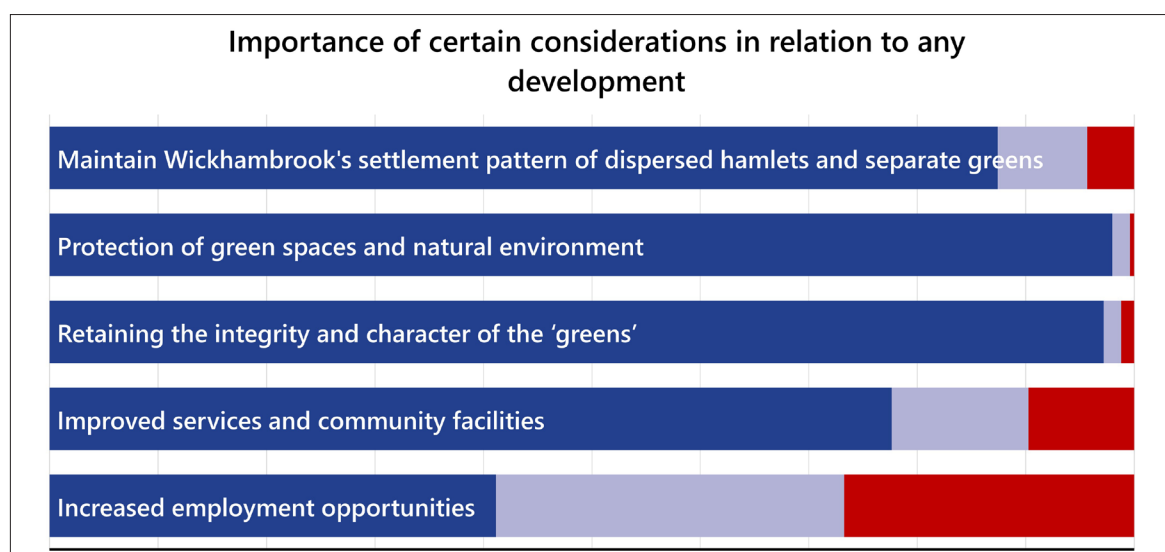 Importance of certain considerations in relation to any
development
Maintain Wickhambrook's settlement pattern of dispersed hamlets and separate greens
Protection of green spaces and natural environment
Retaining the integrity and character of the ‘greens’
Improved services and community facilities
Increased employment opportunities